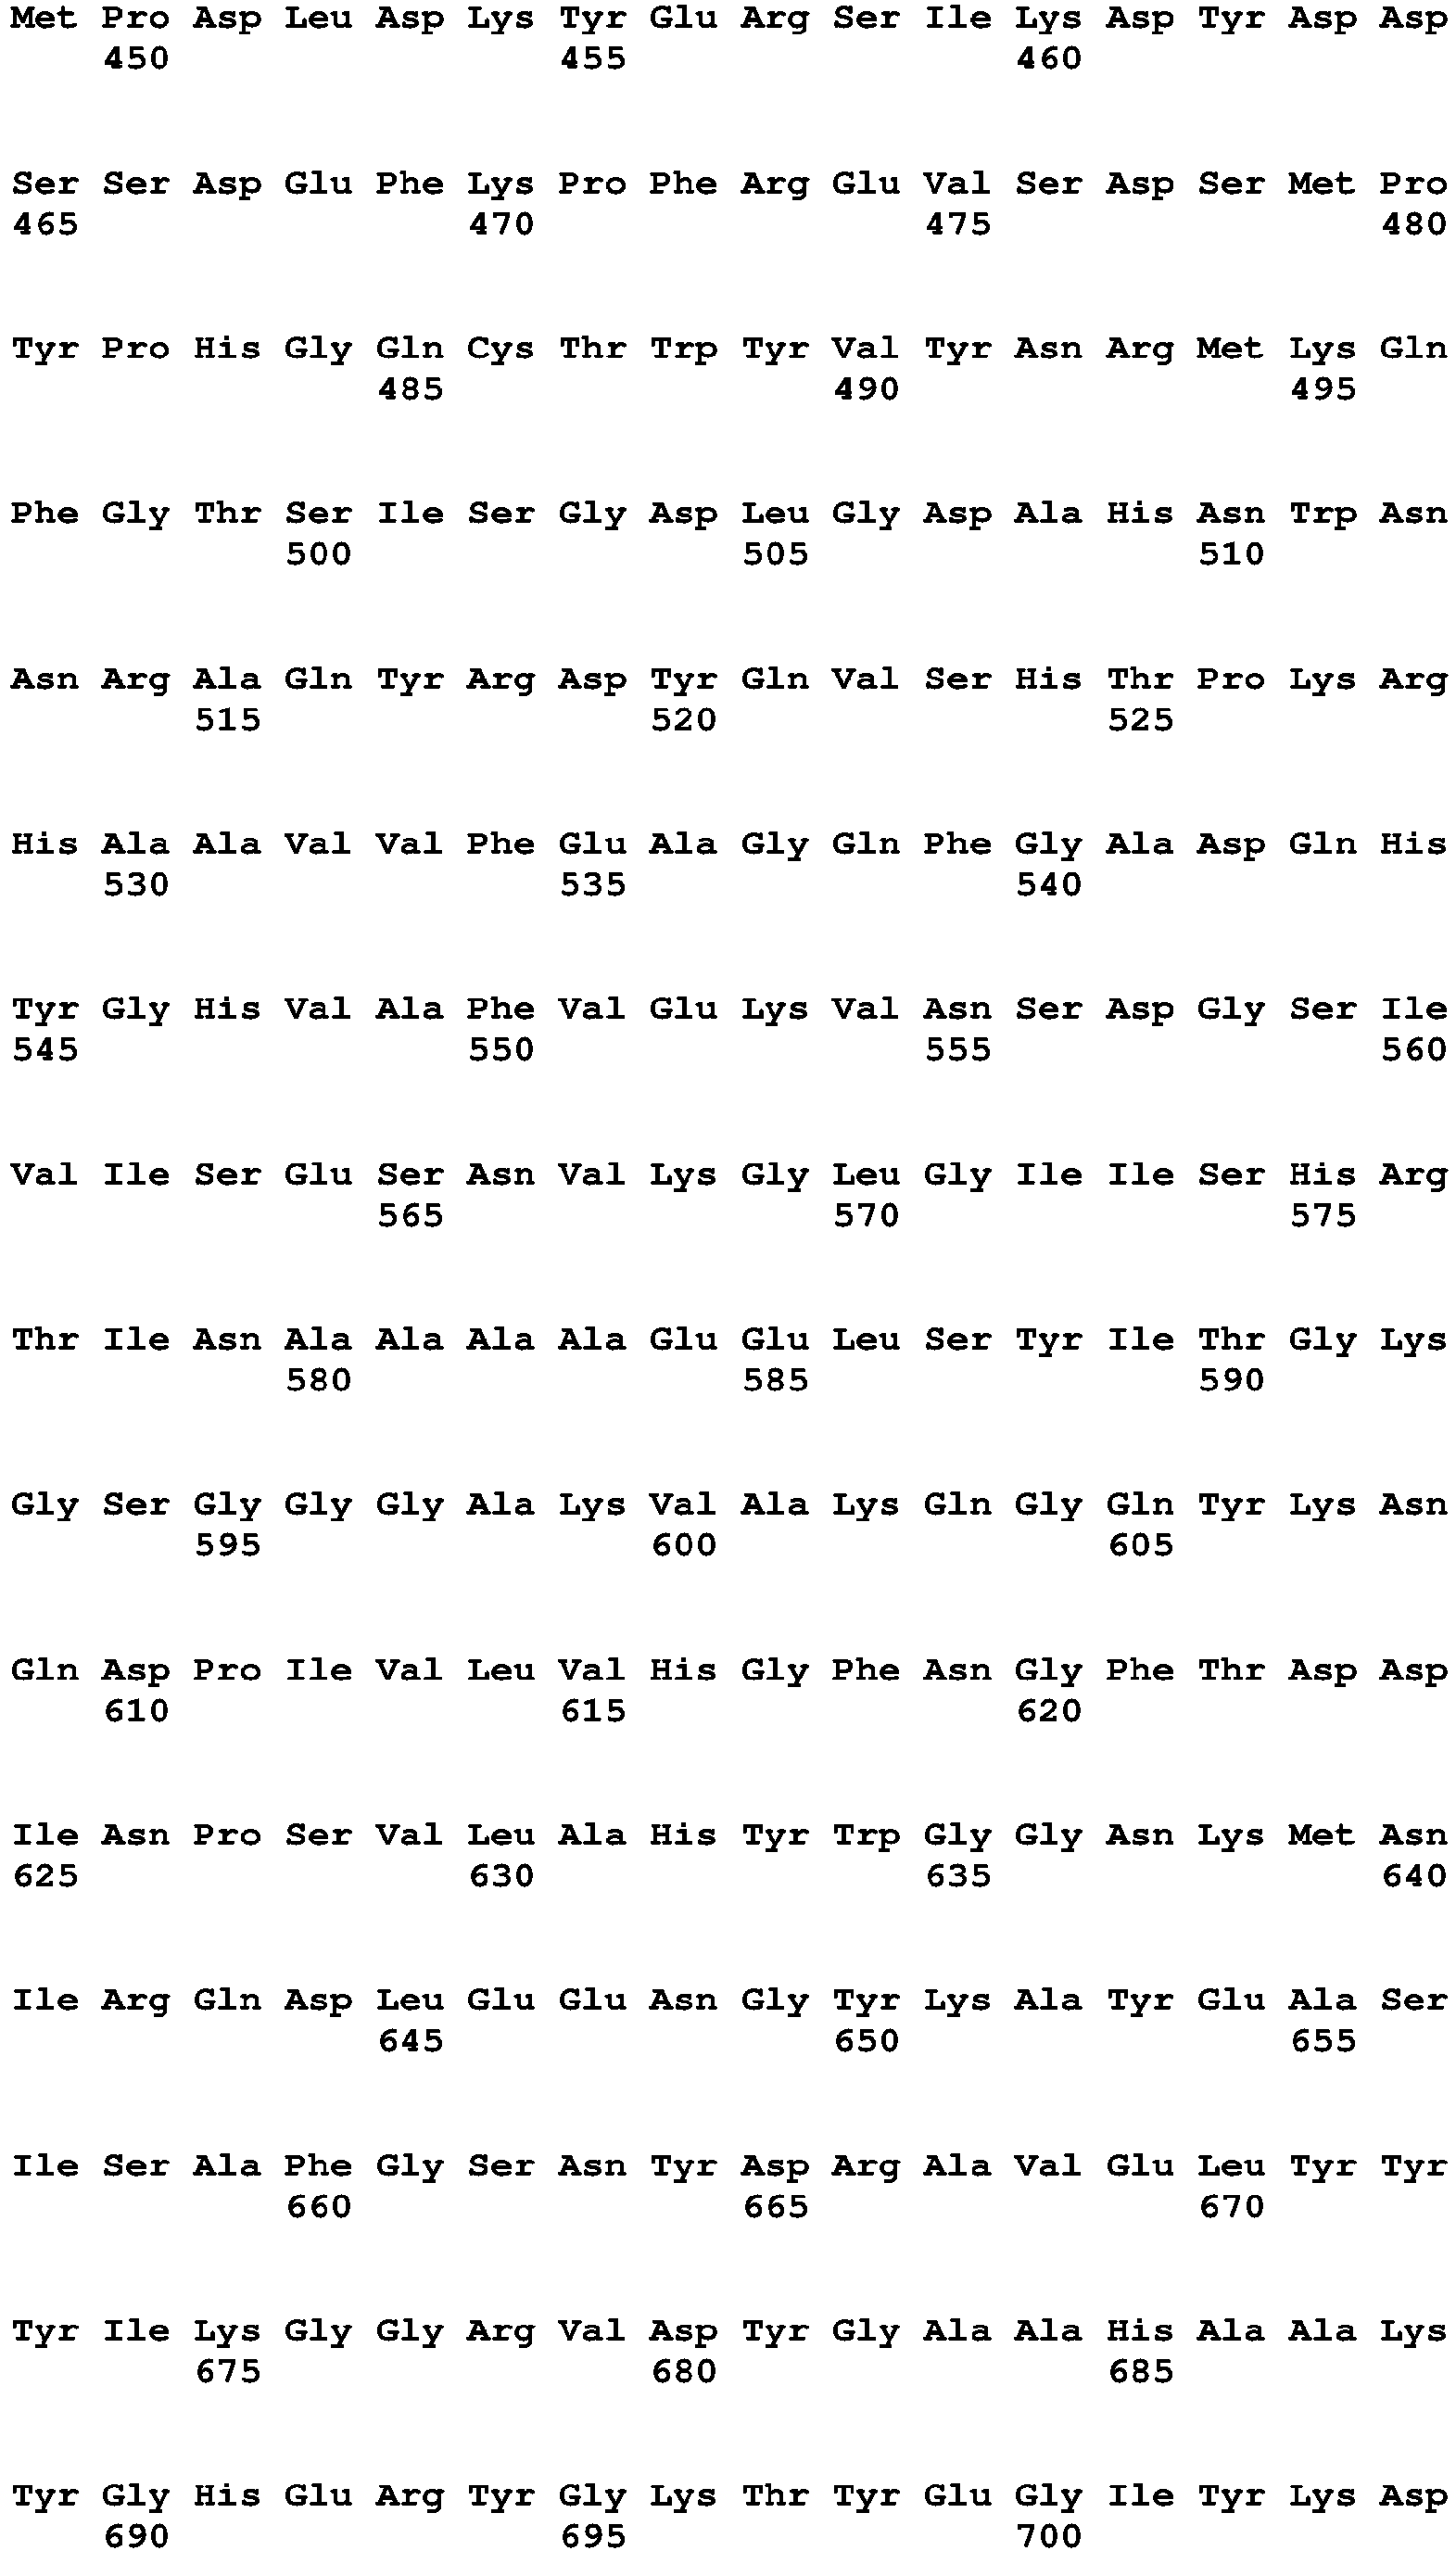 Met Pro Asp Leu Asp Lys Tyr Glu Arg Ser Ile Lys Asp Tyr Asp Asp
450 455 460
Ser Ser Asp Glu Phe Lys Pro Phe Arg Glu Val Ser Asp Ser Met Pro
465 470 475 480
Tyr Pro His Gly Gln Cys Thr Trp Tyr Val Tyr Asn Arg Met Lys Gln
485 490 495
Phe Gly Thr Ser Ile Ser Gly Asp Leu Gly Asp Ala His Asn Trp Asn
500 505 510
Asn Arg Ala Gln Tyr Arg Asp Tyr Gln Val Ser His Thr Pro Lys Arg
515 520 525
His Ala Ala Val Val Phe Glu Ala Gly Gln Phe Gly Ala Asp Gln His
530 535 540
Tyr Gly His Val Ala Phe Val Glu Lys Val Asn Ser Asp Gly Ser Ile
545 550 555 560
Val Ile Ser Glu Ser Asn Val Lys Gly Leu Gly Ile Ile Ser His Arg
565 570 575
Thr Ile Asn Ala Ala Ala Ala Glu Glu Leu Ser Tyr Ile Thr Gly Lys
580 585 590
Gly Ser Gly Gly Gly Ala Lys Val Ala Lys Gln Gly Gln Tyr Lys Asn
595 600 605
Gln Asp Pro Ile Val Leu Val His Gly Phe Asn Gly Phe Thr Asp Asp
610 615 620
Ile Asn Pro Ser Val Leu Ala His Tyr Trp Gly Gly Asn Lys Met Asn
625 630 635 640
Ile Arg Gln Asp Leu Glu Glu Asn Gly Tyr Lys Ala Tyr Glu Ala Ser
645 650 655
Ile Ser Ala Phe Gly Ser Asn Tyr Asp Arg Ala Val Glu Leu Tyr Tyr
660 665 670
Tyr Ile Lys Gly Gly Arg Val Asp Tyr Gly Ala Ala His Ala Ala Lys
675 680 685
Tyr Gly His Glu Arg Tyr Gly Lys Thr Tyr Glu Gly Ile Tyr Lys Asp
690 695 700